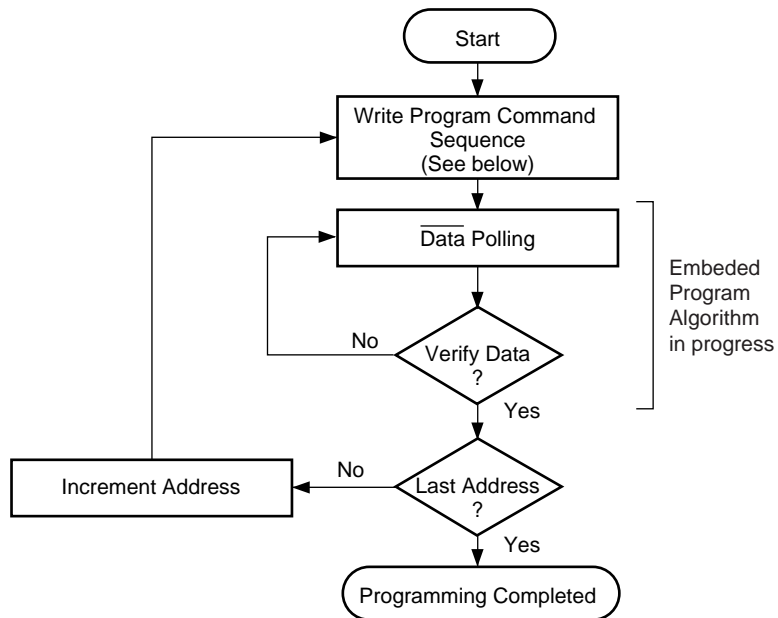 Start
Write Program Command
Sequence
(See below)
Data Polling
Embeded
Program
Algorithm
in progress
No
Verify Data
?
Yes
No
Increment Address
Last Address
?
Yes
Programming Completed